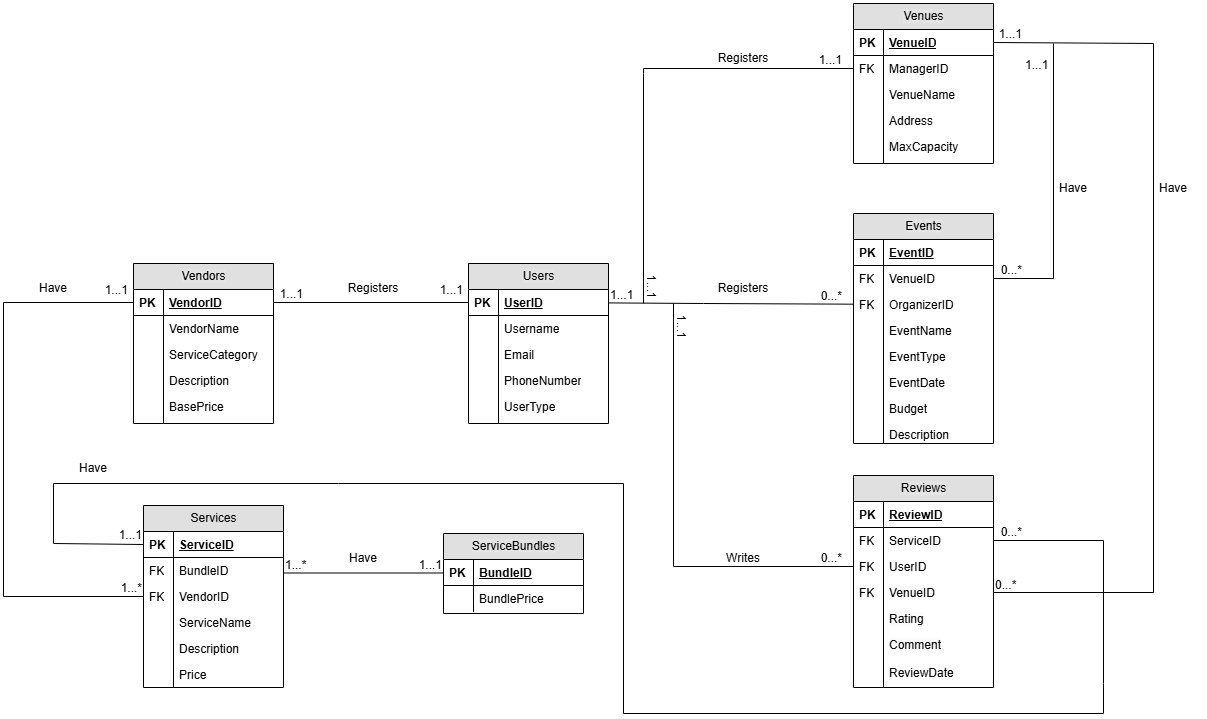 Venues
PK VenueID
FK ManagerID
VenueName
Address
MaxCapacity
1...1
1...1
Registers
1...1
Have
Have
Events
PK EventID
FK VenueID
FK OrganizerID
EventName
EventType
EventDate
Budget
Description
0...*
Registers
0...*
1...1
1...1
Vendors
PK VendorID
VendorName
ServiceCategory
Description
BasePrice
Have
1...1
1...1
Registers
1...1
Users
PK UserID
Username
Email
PhoneNumber
UserType
1...1
Have
Services
PK ServiceID
FK BundleID
FK VendorID
ServiceName
Description
Price
1...1
1...*
1...*
Have
1...1
ServiceBundles
PK BundleID
BundlePrice
Reviews
PK ReviewID
FK ServiceID
FK UserID
FK VenueID
Rating
Comment
ReviewDate
Writes
0...*
0...*
0...*